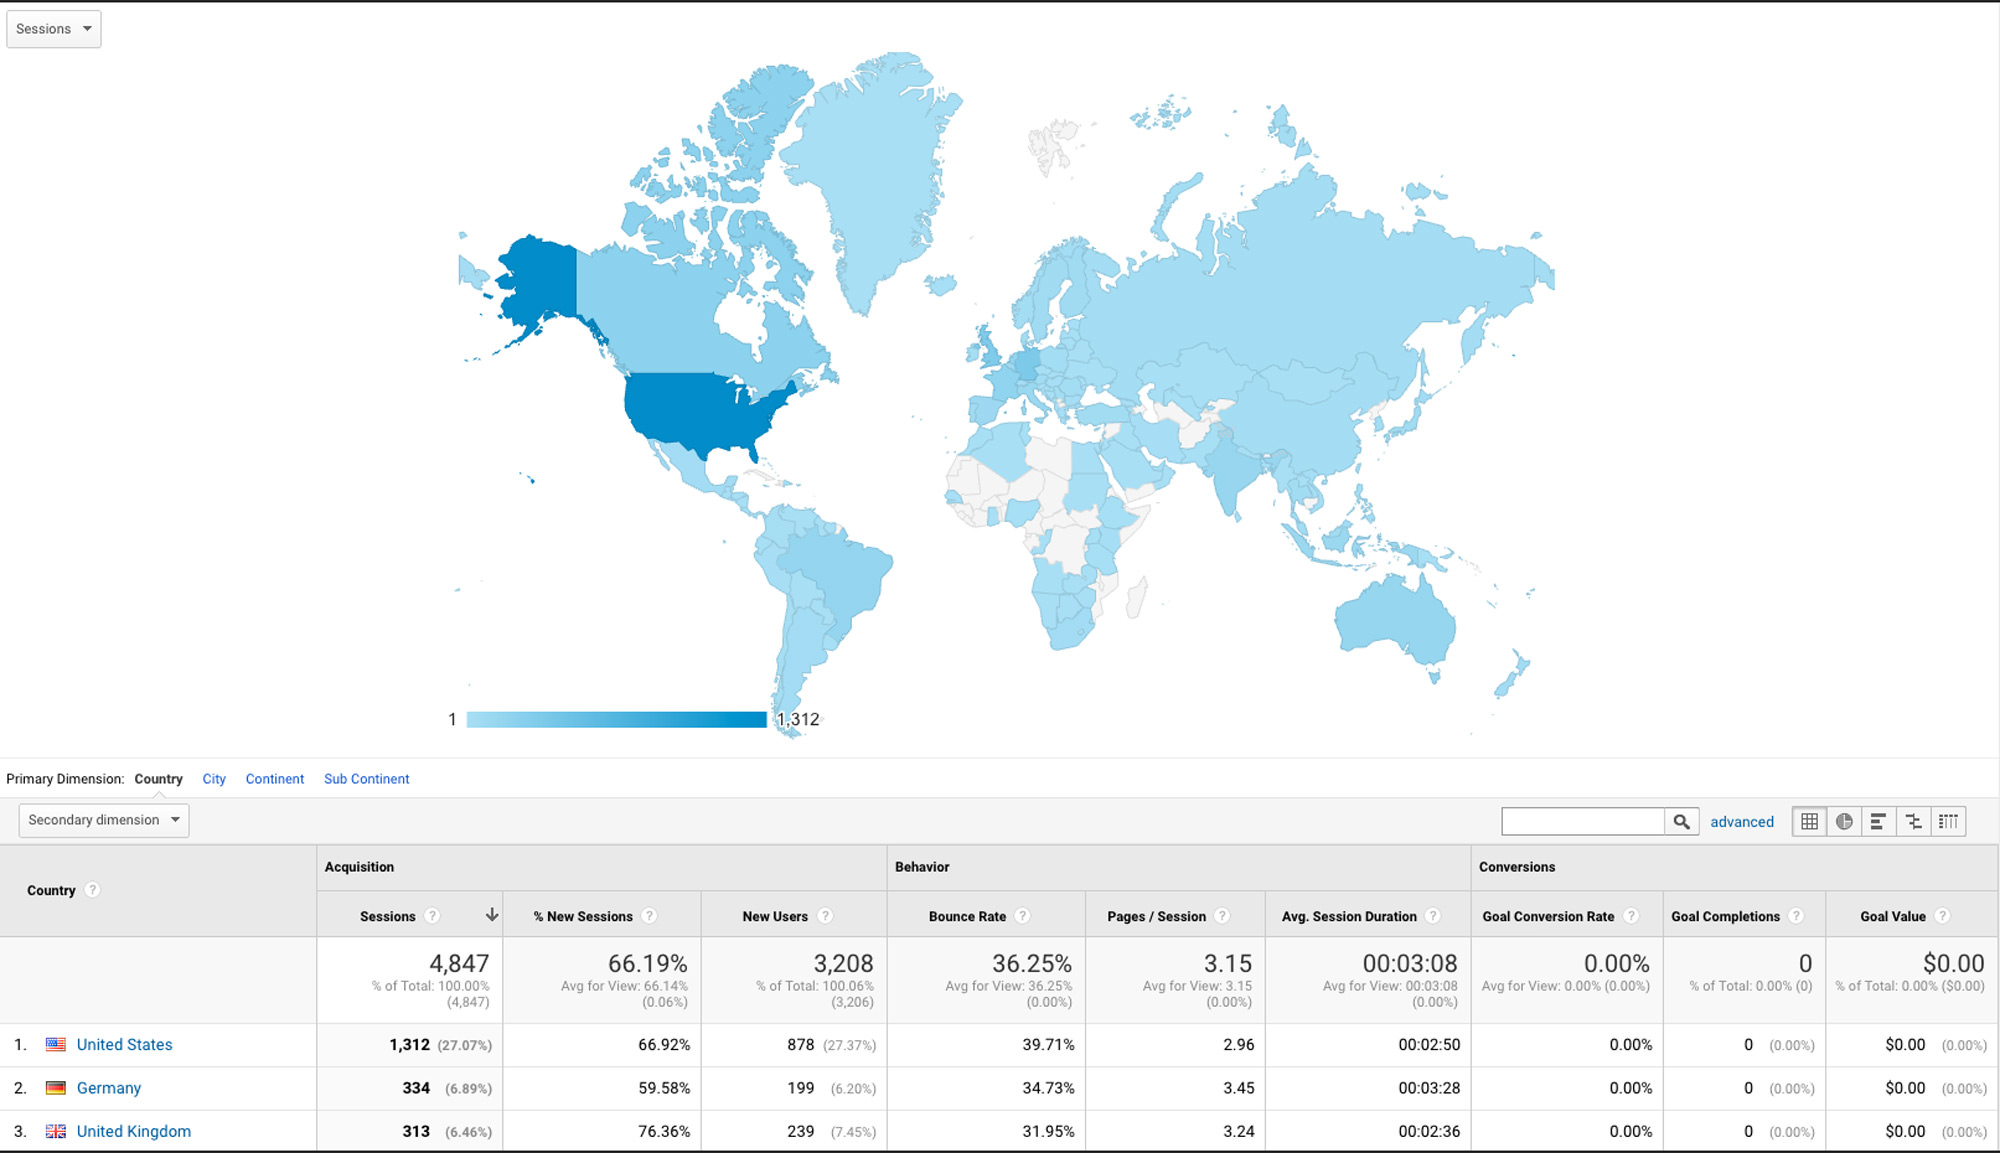 Sessions
1 1,312
Primary Dimension: Country City Continent Sub Continent
Secondary dimension advanced
Country ? Acquisition Behavior Conversions
Sessions ? % New Sessions ? New Users ? Bounce Rate ? Pages / Session ? Avg. Session Duration ? Goal Conversion Rate ? Goal Completions ? Goal Value ?
4,847 66.19% 3,208 36.25% 3.15 00:03:08 0.00% 0 $0.00
% of Total: 100.00% Avg for View: 66.14% % of Total: 100.06% Avg for View: 36.25% Avg for View: 3.15 Avg for View: 00:03:08 Avg for View: 0.00% (0.00%) % of Total: 0.00% (0) % of Total: 0.00% ($0.00)
(4,847) (0.06%) (3,206) (0.00%) (0.00%) (0.00%)
1. United States 1,312 (27.07%) 66.92% 878 (27.37%) 39.71% 2.96 00:02:50 0.00% 0 (0.00%) $0.00 (0.00%)
2. Germany 334 (6.89%) 59.58% 199 (6.20%) 34.73% 3.45 00:03:28 0.00% 0 (0.00%) $0.00 (0.00%)
3. United Kingdom 313 (6.46%) 76.36% 239 (7.45%) 31.95% 3.24 00:02:36 0.00% 0 (0.00%) $0.00 (0.00%)